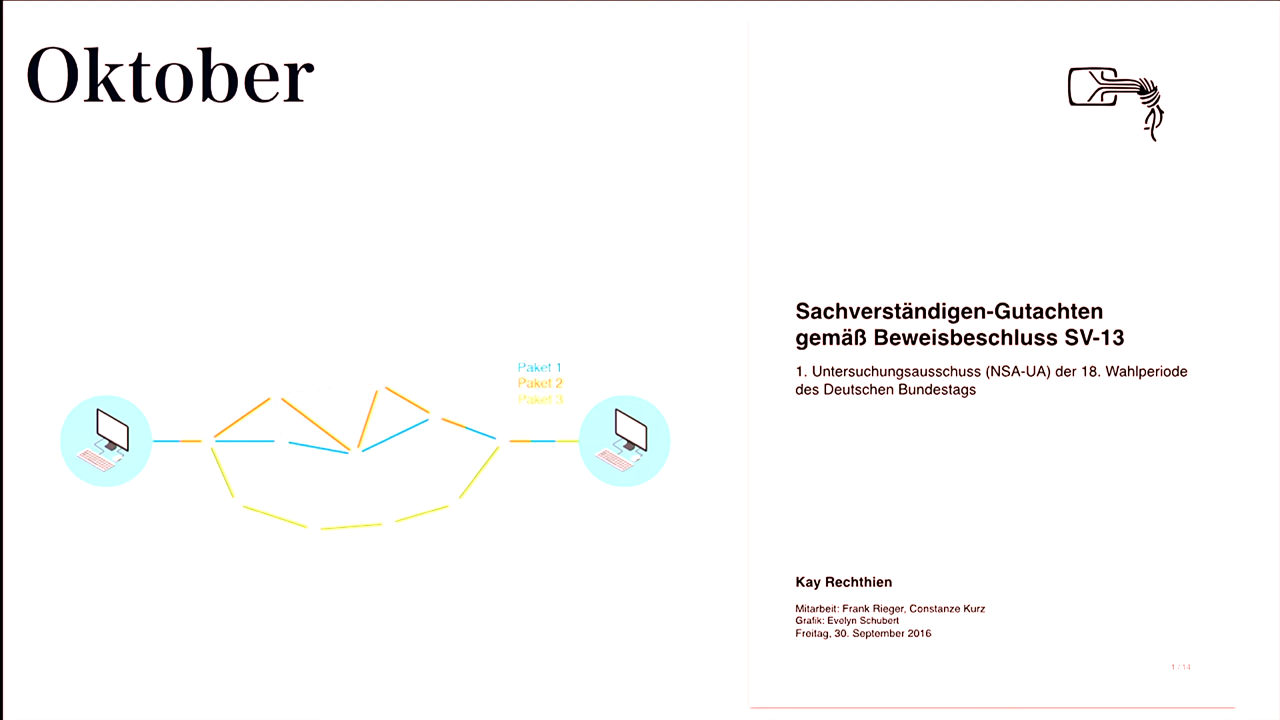 Oktober
Paket 1
Paket 2
Paket 3
Sachverständigen-Gutachten
gemäß Beweisbeschluss SV-13
1. Untersuchungsausschuss (NSA-UA) der 18. Wahlperiode
des Deutschen Bundestags
Kay Rechthien
Mitarbeit: Frank Rieger, Constanze Kurz
Grafik: Evelyn Schubert
Freitag, 30. September 2016
1 / 14